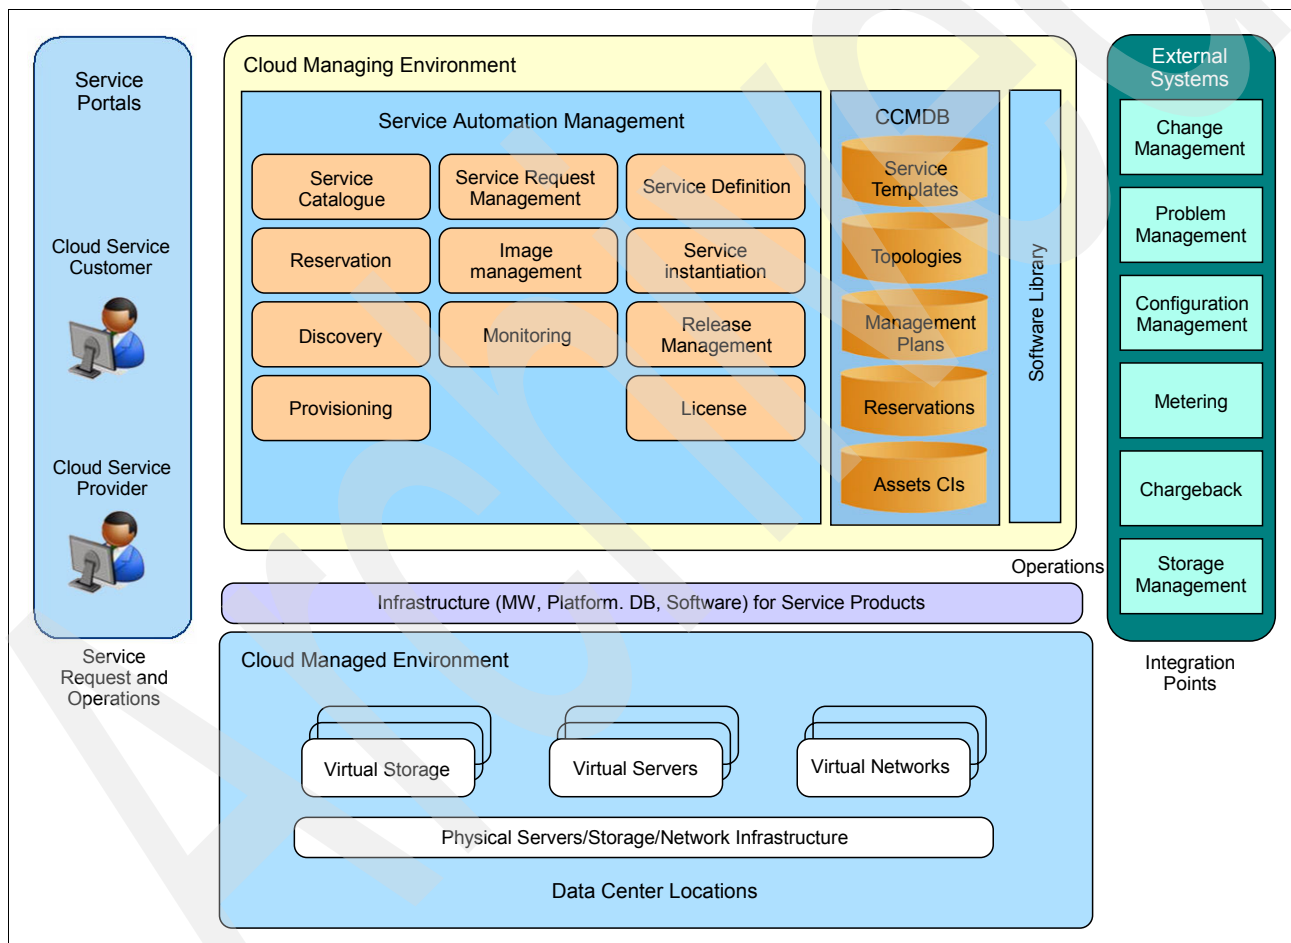 Service
Portals
Cloud Service
Customer
Cloud Service
Provider
Service
Request and
Operations
Cloud Managing Environment
Service Automation Management
Service
Catalogue
Service Request
Management
Service Definition
Reservation
Image
management
Service
instantiation
Discovery
Monitoring
Release
Management
Provisioning
License
CCMDB
Service
Templates
Topologies
Management
Plans
Reservations
Assets CIs
Software Library
Operations
Infrastructure (MW, Platform. DB, Software) for Service Products
Cloud Managed Environment
Virtual Storage
Virtual Servers
Virtual Networks
Physical Servers/Storage/Network Infrastructure
Data Center Locations
External
Systems
Change
Management
Problem
Management
Configuration
Management
Metering
Chargeback
Storage
Management
Integration
Points